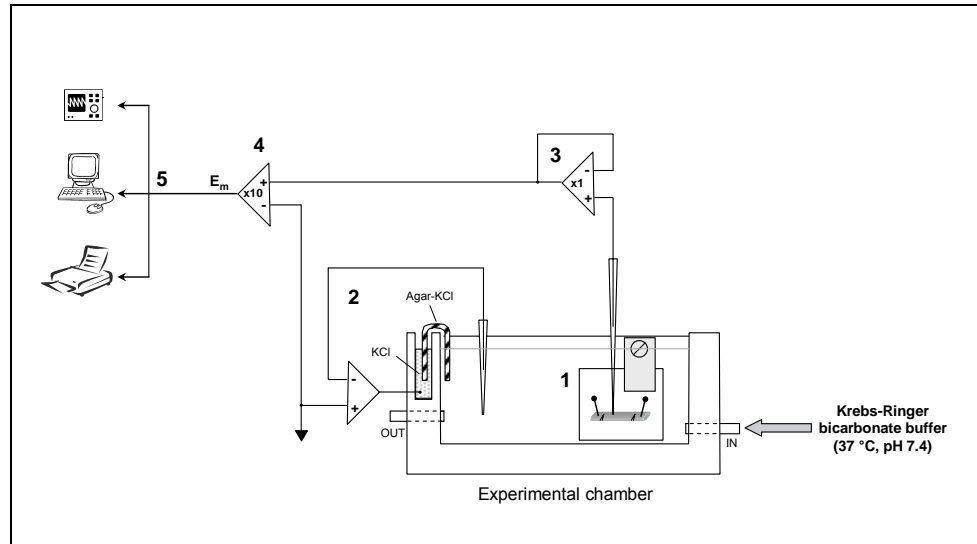 4
3
-
x1
+
5
Em
+
x10
-
2
Agar-KCl
KCl
-
+
1
OUT
IN
Krebs-Ringer
bicarbonate buffer
(37 °C, pH 7.4)
Experimental chamber